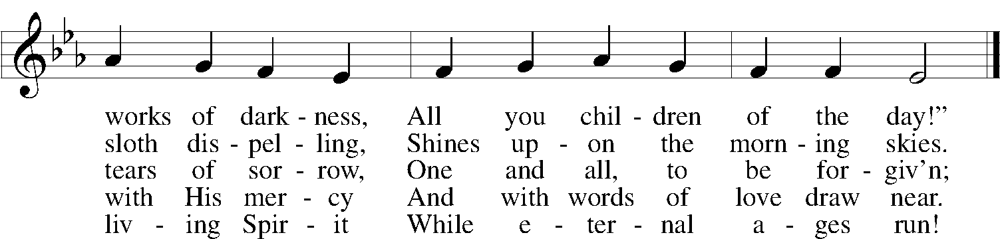 works of dark - ness, All you chil - dren of the day!”
sloth dis - pel - ling, Shines up - on the morn - ing skies.
tears of sor - row, One and all, to be for - giv’n;
with His mer - cy And with words of love draw near.
liv - ing Spir - it While e - ter - nal a - ges run!